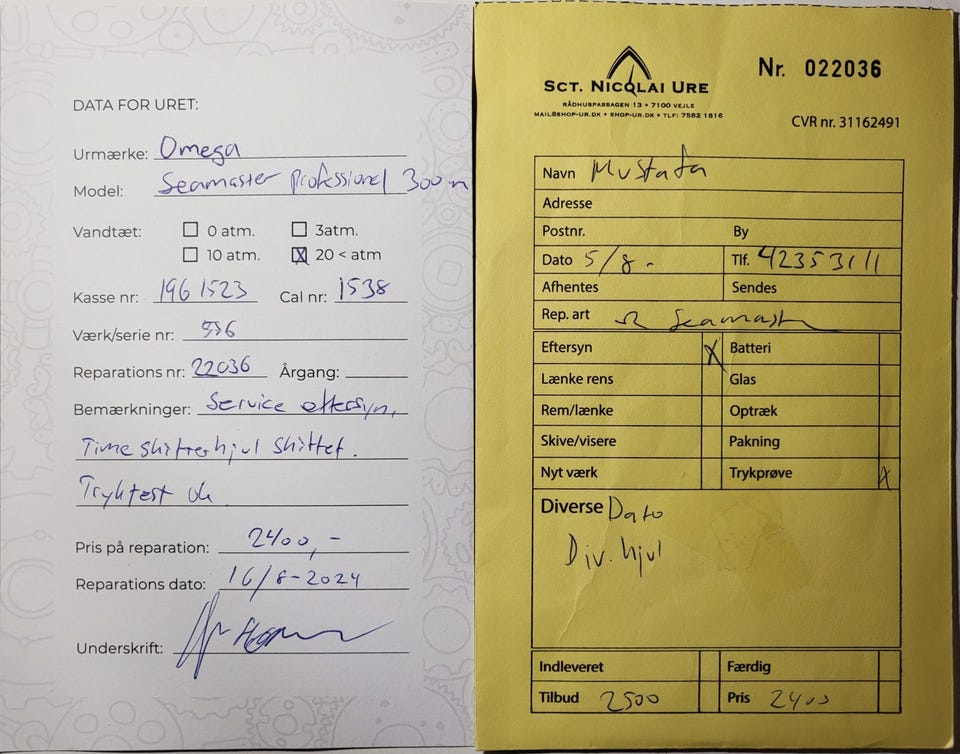 DATA FOR URET:
Urmærke: Omega
Model: Seamaster Professionel 300 m
Vandtæt: 0 atm. 3atm.
10 atm. 20 < atm
Kasse nr: 196 1523 Cal nr: 1538
Værk/serie nr: 556
Reparations nr: 22036 Årgang:
Bemærkninger: Service eftersyn,
Time skifterhjul skiftet.
Tryktest ok
Pris på reparation: 2400,-
Reparations dato: 16/8-2024
Underskrift:
SCT. NICOLAI URE
RÅDHUSPASSAGEN 13 • 7100 VEJLE
MAIL@SHOP-UR.DK • SHOP-UR.DK • TLF: 7582 1816
Nr. 022036
CVR nr. 31162491
Navn Mustafa
Adresse
Postnr. By
Dato 5/8. - Tlf. 42353111
Afhentes Sendes
Rep. art Ω Seamaster
Eftersyn X Batteri
Lænke rens Glas
Rem/lænke Optræk
Skive/visere Pakning
Nyt værk Trykprøve X
Diverse Dato
Div. hjul
Indleveret Færdig
Tilbud 2500 Pris 2400